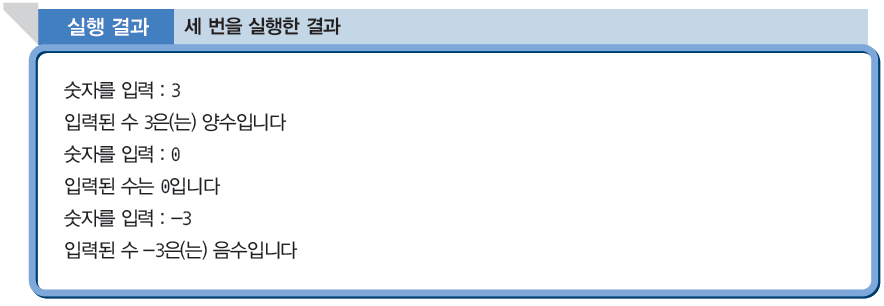 실행 결과 세 번을 실행한 결과
숫자를 입력 : 3
입력된 수 3은(는) 양수입니다
숫자를 입력 : 0
입력된 수는 0입니다
숫자를 입력 : -3
입력된 수 -3은(는) 음수입니다